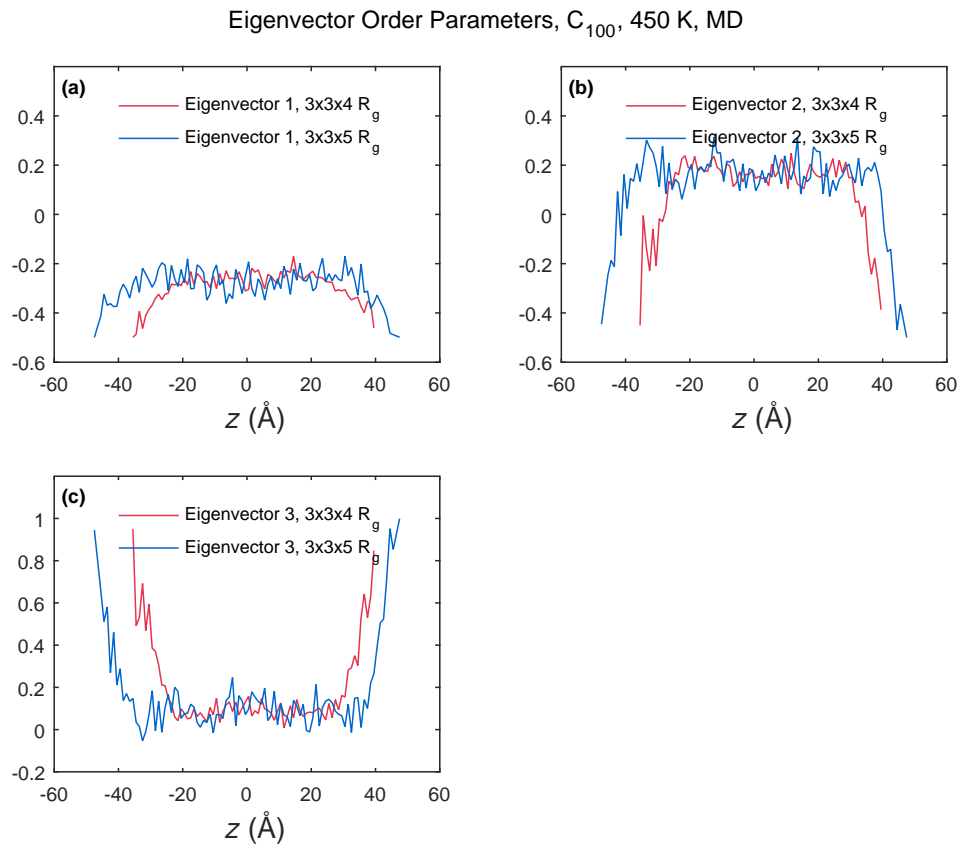 Eigenvector Order Parameters, C100, 450 K, MD
(a)
Eigenvector 1, 3x3x4 Rg
Eigenvector 1, 3x3x5 Rg
0.4
0.2
0
-0.2
-0.4
-0.6
-60 -40 -20 0 20 40 60
z (Å)
(b)
Eigenvector 2, 3x3x4 Rg
Eigenvector 2, 3x3x5 Rg
0.4
0.2
0
-0.2
-0.4
-0.6
-60 -40 -20 0 20 40 60
z (Å)
(c)
Eigenvector 3, 3x3x4 Rg
Eigenvector 3, 3x3x5 Rg
1
0.8
0.6
0.4
0.2
0
-0.2
-60 -40 -20 0 20 40 60
z (Å)